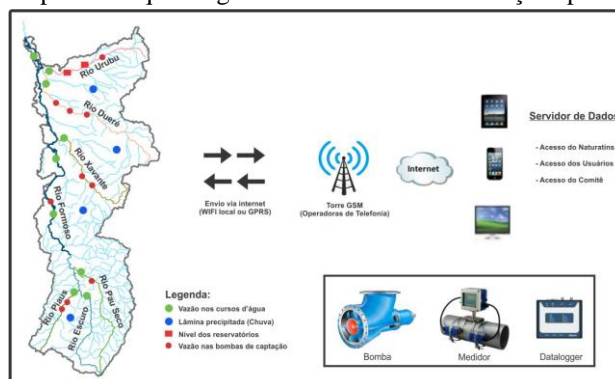 Rio Urubu
Rio Dueré
Rio Xavante
Rio Formoso
Rio Piaus
Rio Escuro
Rio Pau Seco
Legenda:
Vazão nos cursos d'água
Lâmina precipitada (Chuva)
Nível dos reservatórios
Vazão nas bombas de captação
Envio via internet
(WIFI local ou GPRS)
Torre GSM
(Operadoras de Telefonia)
Internet
Servidor de Dados
- Acesso do Naturatins
- Acesso dos Usuários
- Acesso do Comitê
Bomba
Medidor
Datalogger